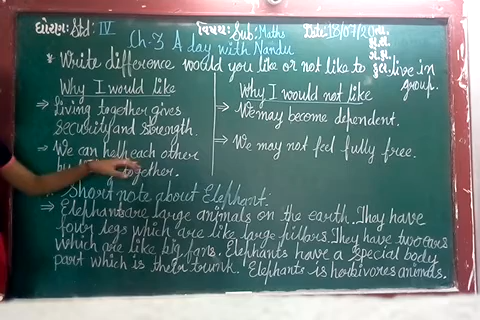 ધોરણ: Std: IV વિષય: Sub: Maths Date: 18/07/20
Ch-3 A day with Nandu
* Write difference would you like or not like to live in group.
Why I would like
⇒ Living together gives
security and strength.
⇒ We can help each other
by together.
Why I would not like
⇒ We may become dependent.
⇒ We may not feel fully free.
* Short note about Elephant:
⇒ Elephants are large animals on the earth. They have
four legs which are like large pillars. They have two ears
which are like big fans. Elephants have a special body
part which is their trunk. Elephants is herbivores animals.